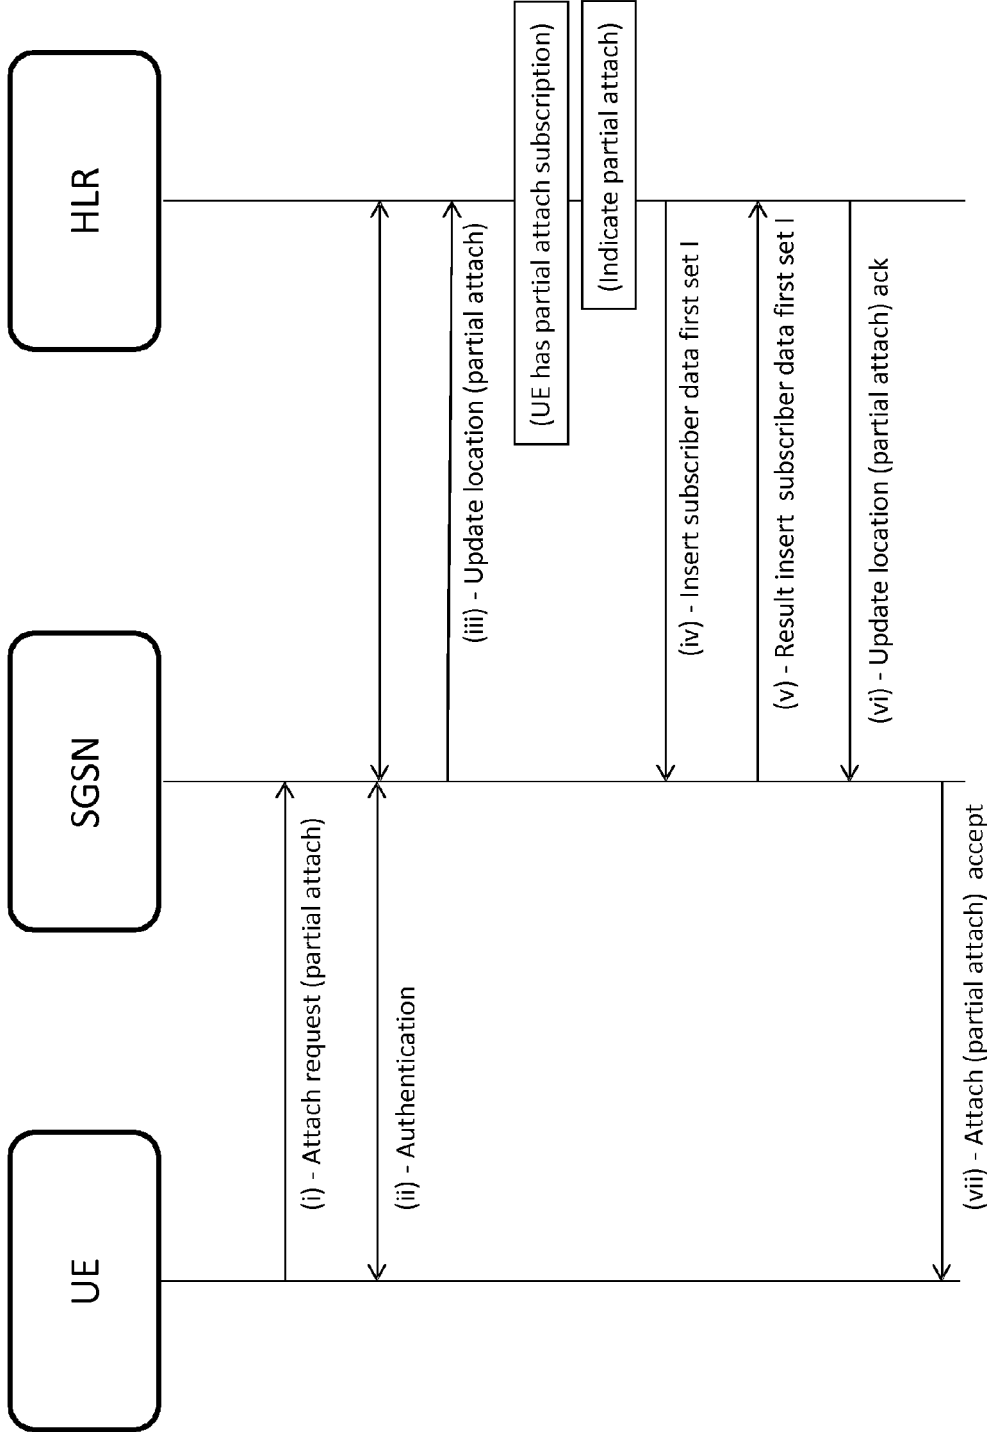 UE
SGSN
HLR
(i) - Attach request (partial attach)
(ii) - Authentication
(iii) - Update location (partial attach)
(UE has partial attach subscription)
(Indicate partial attach)
(iv) - Insert subscriber data first set I
(v) - Result insert subscriber data first set I
(vi) - Update location (partial attach) ack
(vii) - Attach (partial attach) accept